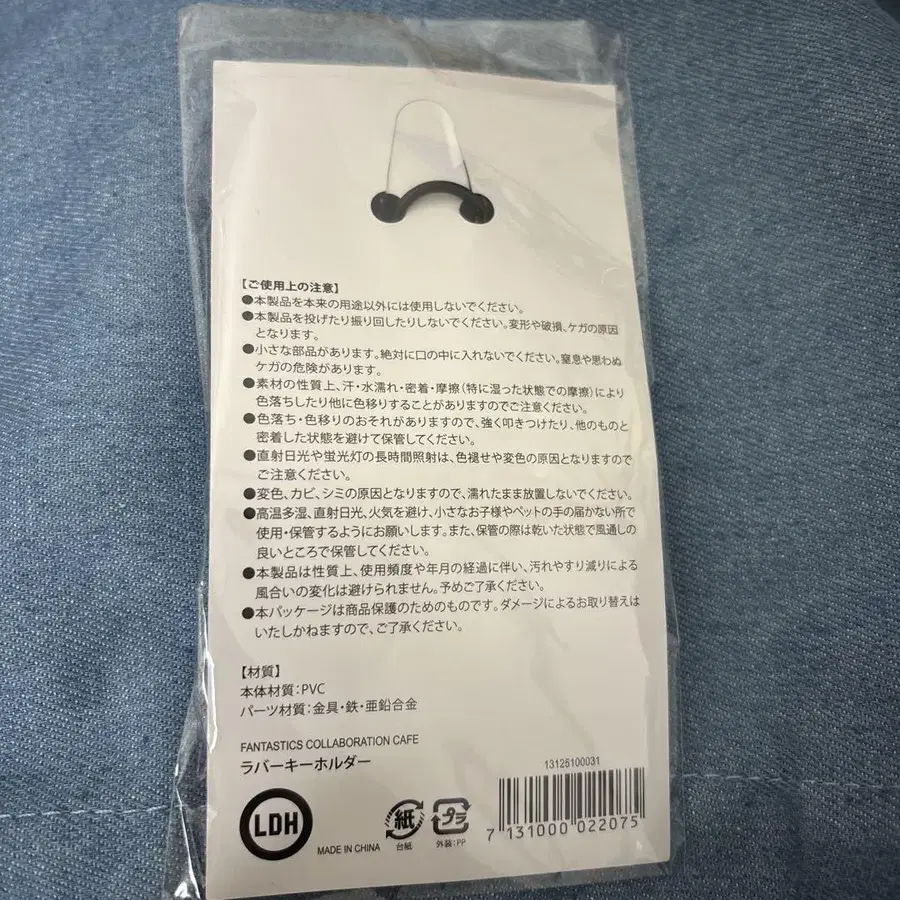 【ご使用上の注意】
●本製品を本来の用途以外には使用しないでください。
●本製品を投げたり振り回したりしないでください。変形や破損、ケガの原因
となります。
●小さな部品があります。絶対に口の中に入れないでください。窒息や思わぬ
ケガの危険があります。
●素材の性質上、汗・水濡れ・密着・摩擦（特に湿った状態での摩擦）により
色落ちしたり他に色移りすることがありますのでご注意ください。
●色落ち・色移りのおそれがありますので、強く叩きつけたり、他のものと
密着した状態を避けて保管してください。
●直射日光や蛍光灯の長時間照射は、色褪せや変色の原因となりますので
ご注意ください。
●変色、カビ、シミの原因となりますので、濡れたまま放置しないでください。
●高温多湿、直射日光、火気を避け、小さなお子様やペットの手の届かない所で
使用・保管するようにお願いします。また、保管の際は乾いた状態で風通しの
良いところで保管してください。
●本製品は性質上、使用頻度や年月の経過に伴い、汚れやすり減りによる
風合いの変化は避けられません。予めご了承ください。
●本パッケージは商品保護のためのものです。ダメージによるお取り替えは
いたしかねますので、ご了承ください。
【材質】
本体材質：PVC
パーツ材質：金具・鉄・亜鉛合金
FANTASTICS COLLABORATION CAFE
ラバーキーホルダー
13125100031
LDH
MADE IN CHINA
紙
台紙
プラ
外装：PP
7 131000 022075